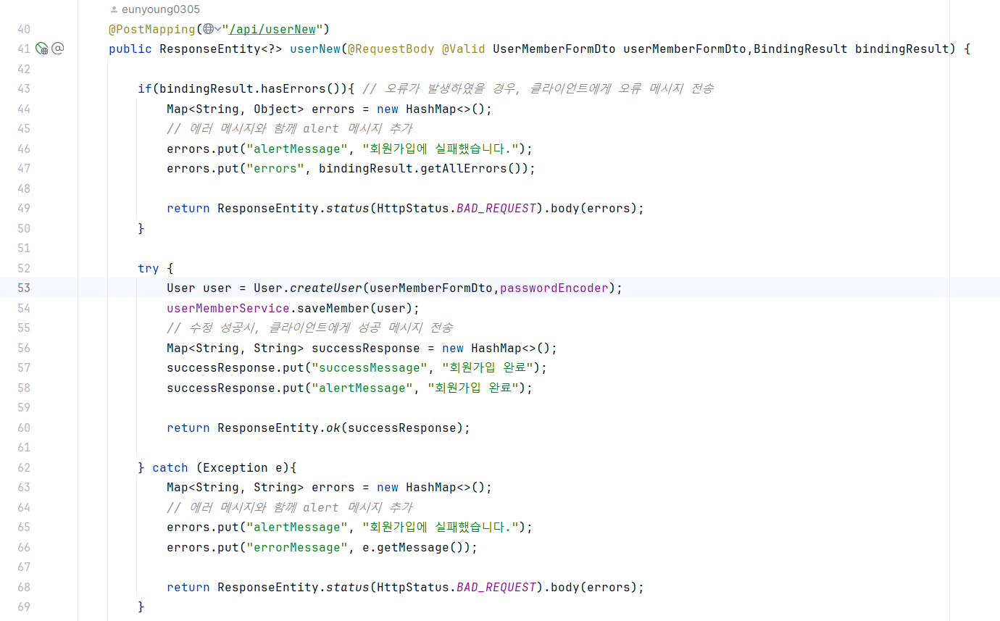 eunyoung0305
40 @PostMapping("/api/userNew")
41 public ResponseEntity<?> userNew(@RequestBody @Valid UserMemberFormDto userMemberFormDto,BindingResult bindingResult) {
42
43 if(bindingResult.hasErrors()){ // 오류가 발생하였을 경우, 클라이언트에게 오류 메시지 전송
44 Map<String, Object> errors = new HashMap<>();
45 // 에러 메시지와 함께 alert 메시지 추가
46 errors.put("alertMessage", "회원가입에 실패했습니다.");
47 errors.put("errors", bindingResult.getAllErrors());
48
49 return ResponseEntity.status(HttpStatus.BAD_REQUEST).body(errors);
50 }
51
52 try {
53 User user = User.createUser(userMemberFormDto,passwordEncoder);
54 userMemberService.saveMember(user);
55 // 수정 성공시, 클라이언트에게 성공 메시지 전송
56 Map<String, String> successResponse = new HashMap<>();
57 successResponse.put("successMessage", "회원가입 완료");
58 successResponse.put("alertMessage", "회원가입 완료");
59
60 return ResponseEntity.ok(successResponse);
61
62 } catch (Exception e){
63 Map<String, String> errors = new HashMap<>();
64 // 에러 메시지와 함께 alert 메시지 추가
65 errors.put("alertMessage", "회원가입에 실패했습니다.");
66 errors.put("errorMessage", e.getMessage());
67
68 return ResponseEntity.status(HttpStatus.BAD_REQUEST).body(errors);
69 }